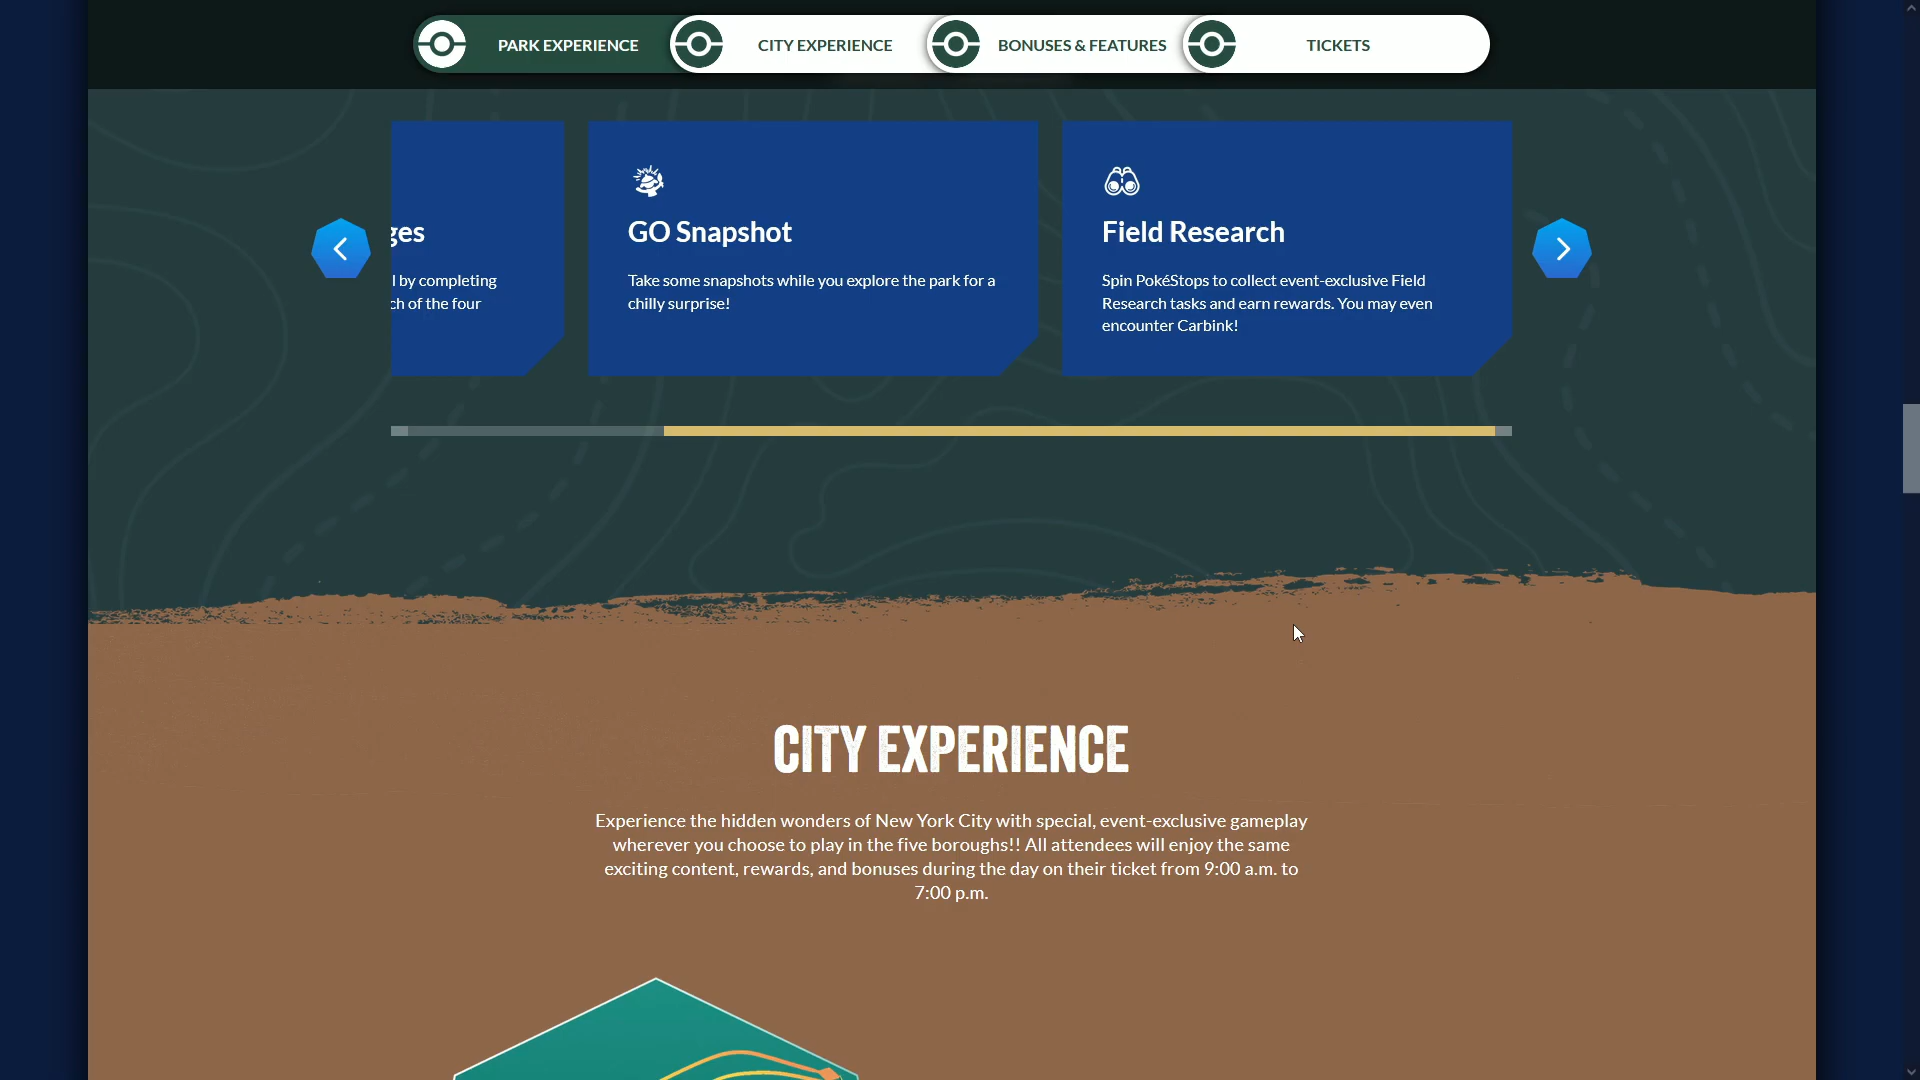 PARK EXPERIENCE
CITY EXPERIENCE
BONUSES & FEATURES
TICKETS
ges
l by completing
ch of the four
GO Snapshot
Take some snapshots while you explore the park for a
chilly surprise!
Field Research
Spin PokéStops to collect event-exclusive Field
Research tasks and earn rewards. You may even
encounter Carbink!
CITY EXPERIENCE
Experience the hidden wonders of New York City with special, event-exclusive gameplay
wherever you choose to play in the five boroughs!! All attendees will enjoy the same
exciting content, rewards, and bonuses during the day on their ticket from 9:00 a.m. to
7:00 p.m.